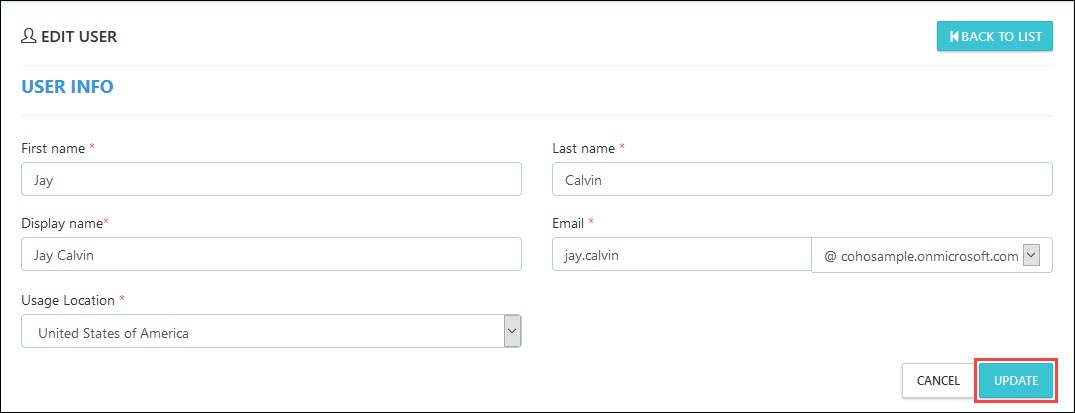 EDIT USER
BACK TO LIST
USER INFO
First name *
Last name *
Jay
Calvin
Display name*
Email *
Jay Calvin
jay.calvin
@ cohosample.onmicrosoft.com
Usage Location *
United States of America
CANCEL
UPDATE